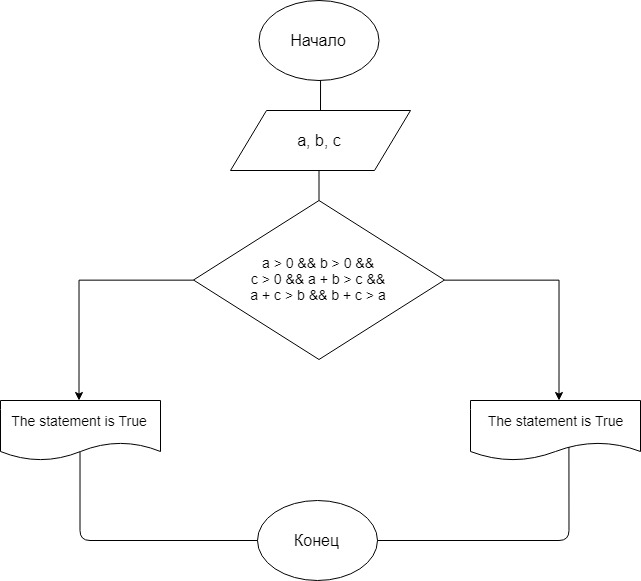 Начало
a, b, c
a > 0 && b > 0 &&
c > 0 && a + b > c &&
a + c > b && b + c > a
The statement is True
The statement is True
Конец